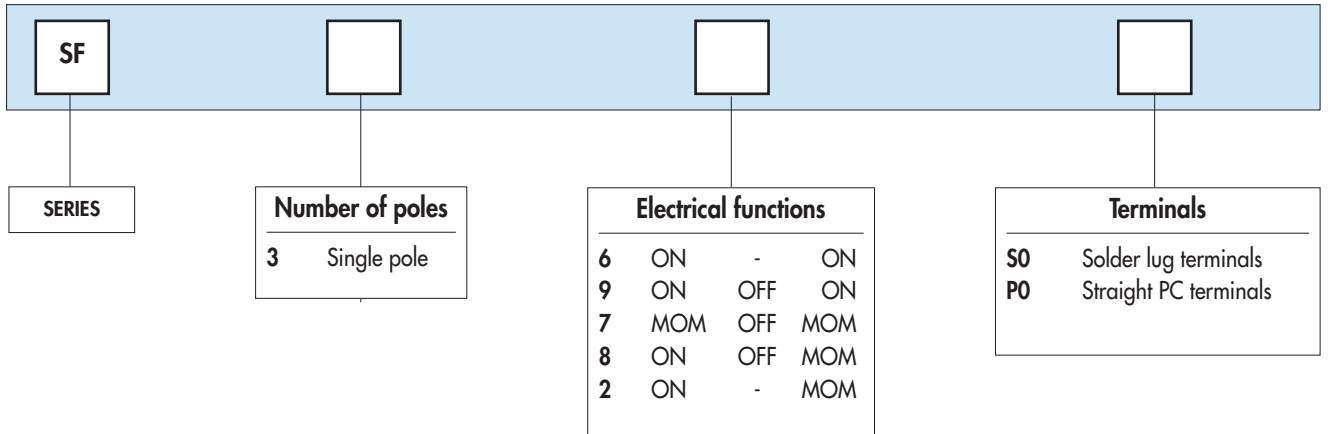 SF
SERIES
Number of poles
3 Single pole
Electrical functions
6 ON - ON
9 ON OFF ON
7 MOM OFF MOM
8 ON OFF MOM
2 ON - MOM
Terminals
S0 Solder lug terminals
P0 Straight PC terminals